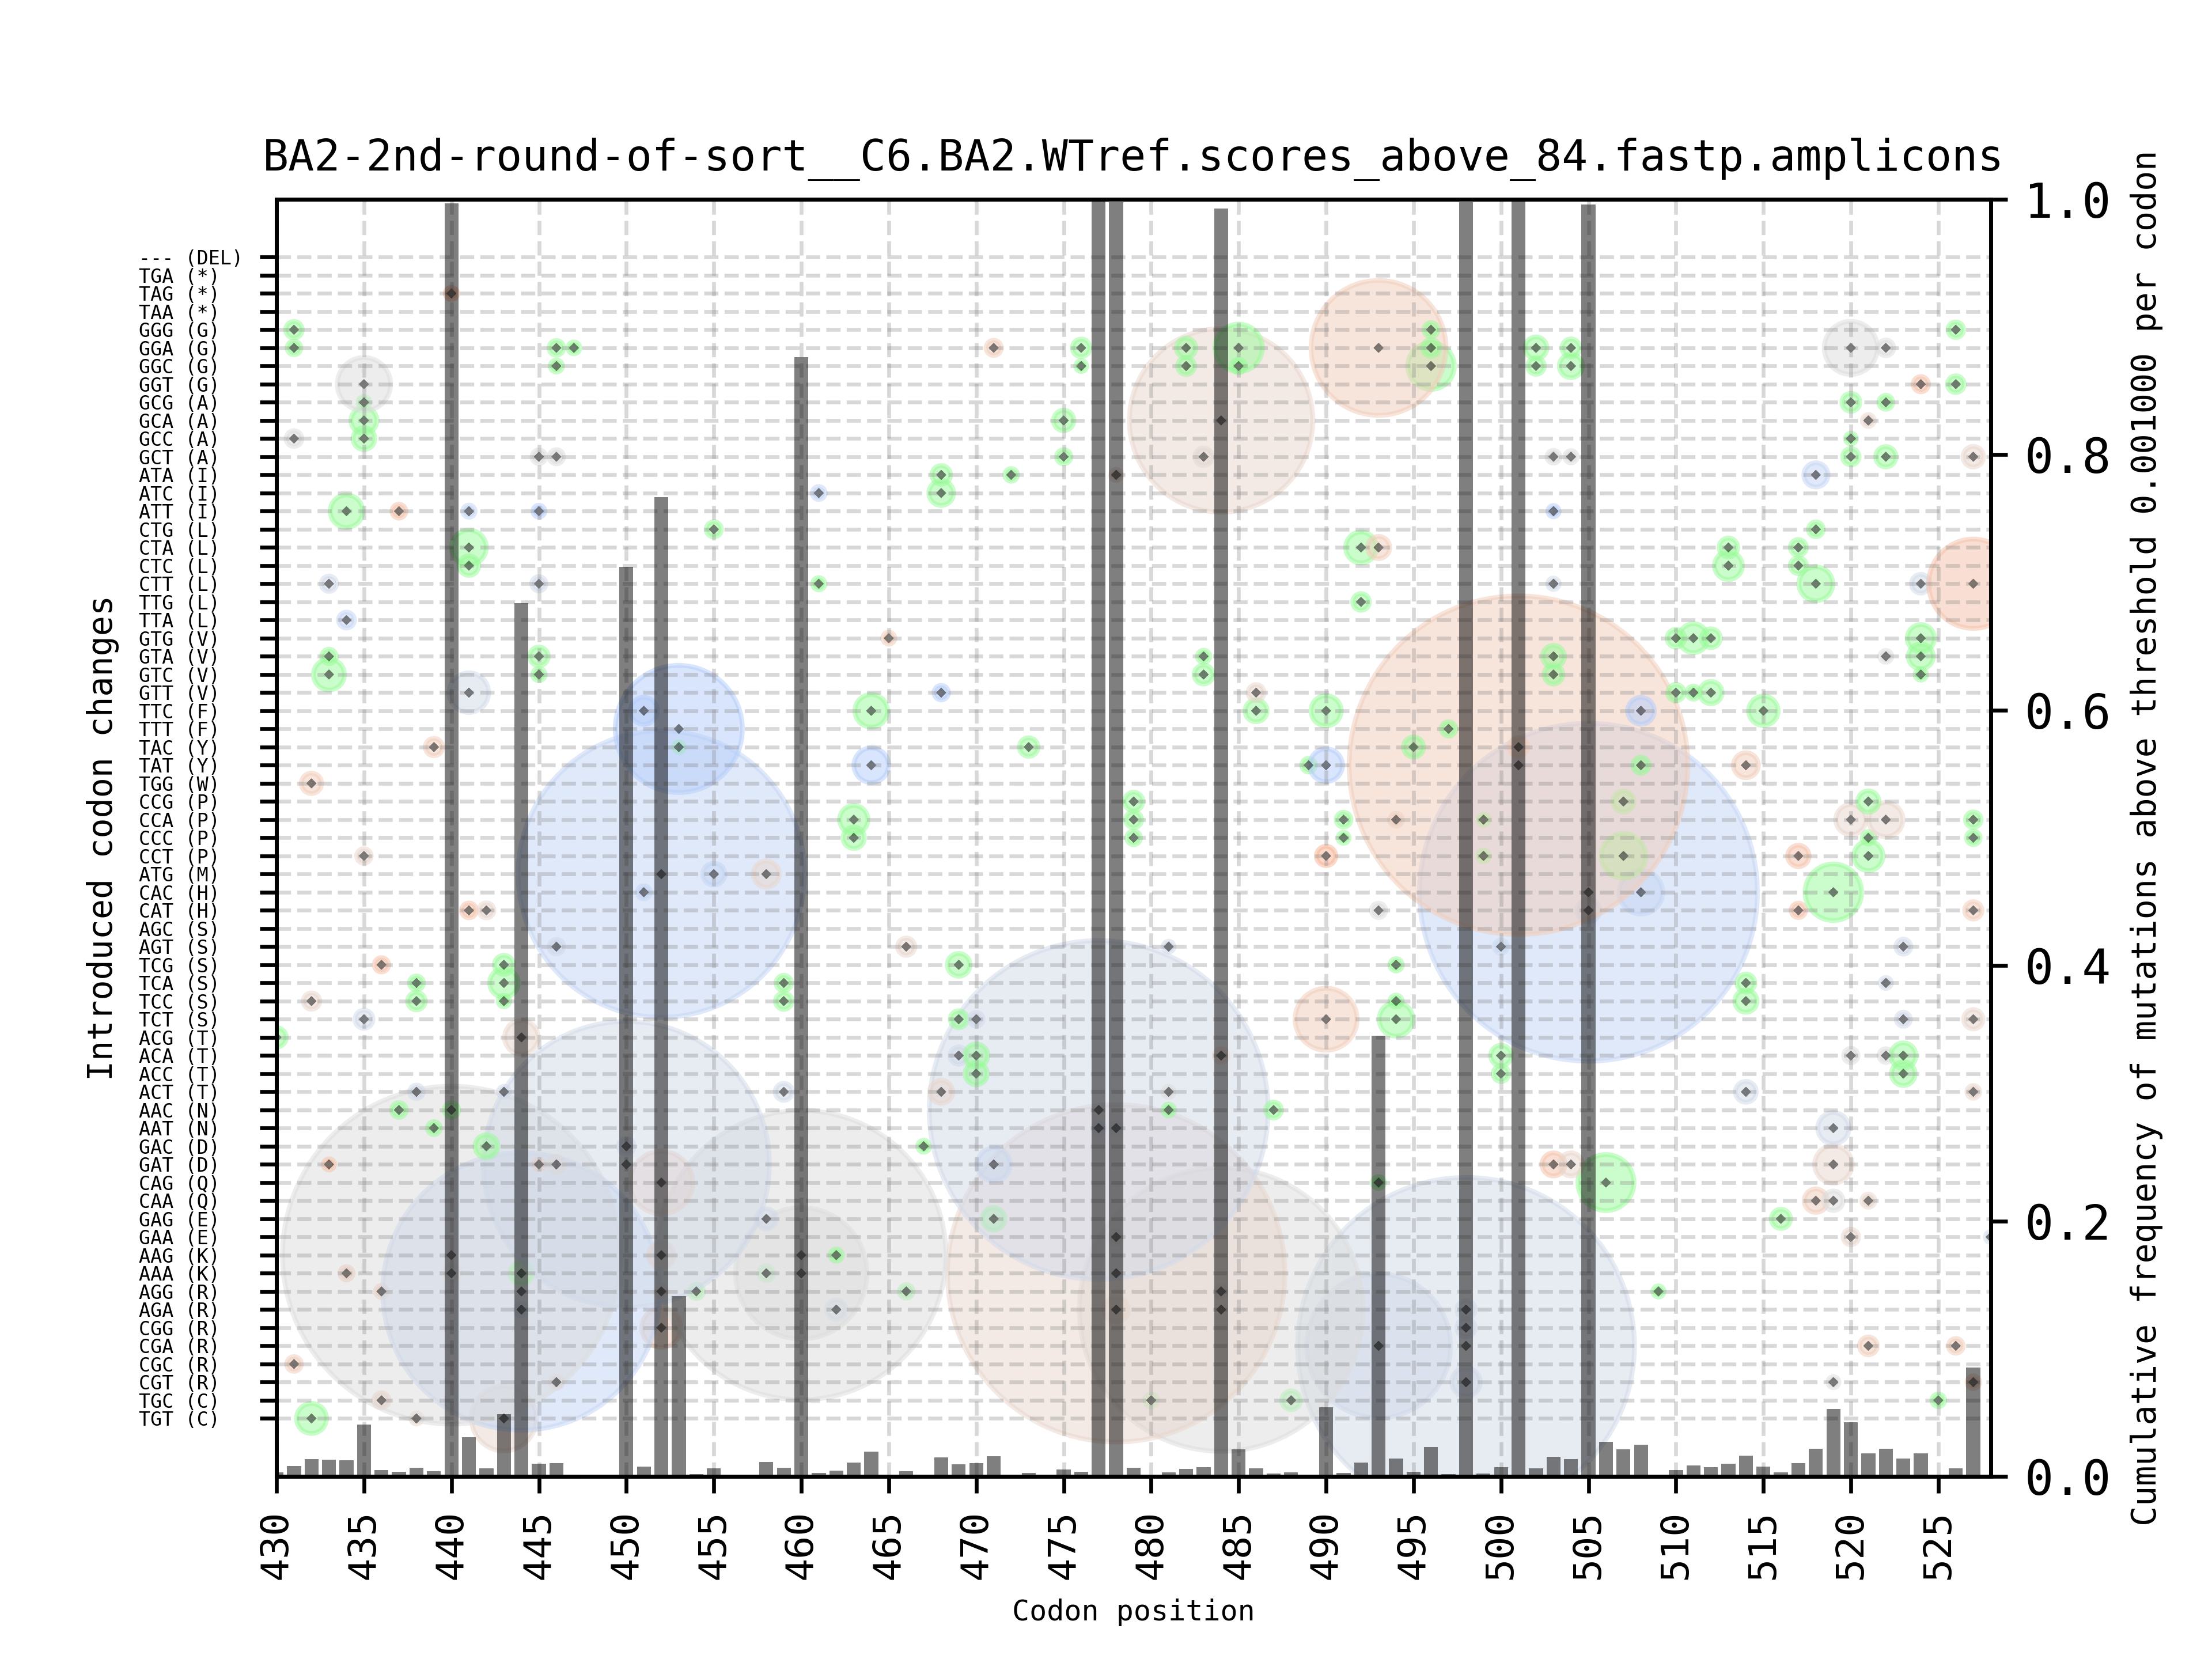 BA2-2nd-round-of-sort__C6.BA2.WTref.scores_above_84.fastp.amplicons
Introduced codon changes
--- (DEL)
TGA (*)
TAG (*)
TAA (*)
GGG (G)
GGA (G)
GGC (G)
GGT (G)
GCG (A)
GCA (A)
GCC (A)
GCT (A)
ATA (I)
ATC (I)
ATT (I)
CTG (L)
CTA (L)
CTC (L)
CTT (L)
TTG (L)
TTA (L)
GTG (V)
GTA (V)
GTC (V)
GTT (V)
TTC (F)
TTT (F)
TAC (Y)
TAT (Y)
TGG (W)
CCG (P)
CCA (P)
CCC (P)
CCT (P)
ATG (M)
CAC (H)
CAT (H)
AGC (S)
AGT (S)
TCG (S)
TCA (S)
TCC (S)
TCT (S)
ACG (T)
ACA (T)
ACC (T)
ACT (T)
AAC (N)
AAT (N)
GAC (D)
GAT (D)
CAG (Q)
CAA (Q)
GAG (E)
GAA (E)
AAG (K)
AAA (K)
AGG (R)
AGA (R)
CGG (R)
CGA (R)
CGC (R)
CGT (R)
TGC (C)
TGT (C)
430 435 440 445 450 455 460 465 470 475 480 485 490 495 500 505 510 515 520 525
Codon position
1.0
0.8
0.6
0.4
0.2
0.0
Cumulative frequency of mutations above threshold 0.001000 per codon